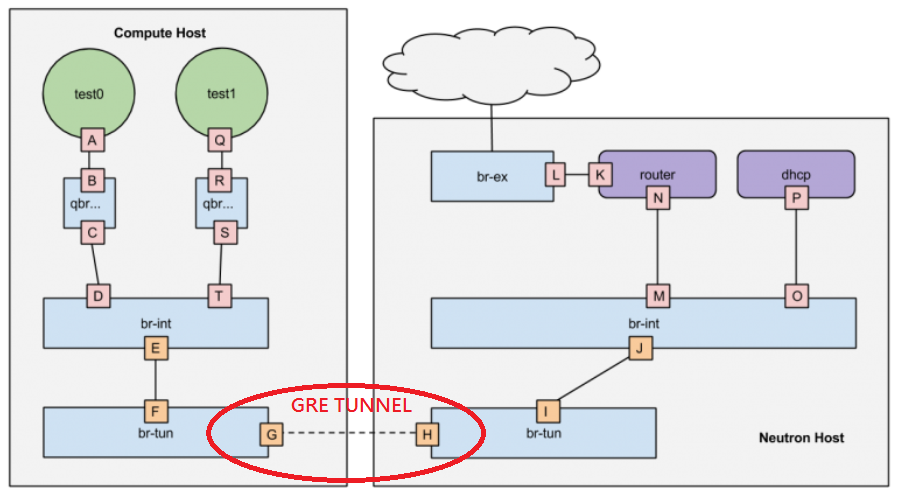 Compute Host
test0
test1
A
Q
B
R
qbr...
qbr...
C
S
D
T
br-int
E
F
br-tun
G
GRE TUNNEL
H
br-ex
L
K
router
N
dhcp
P
M
O
br-int
J
I
br-tun
Neutron Host